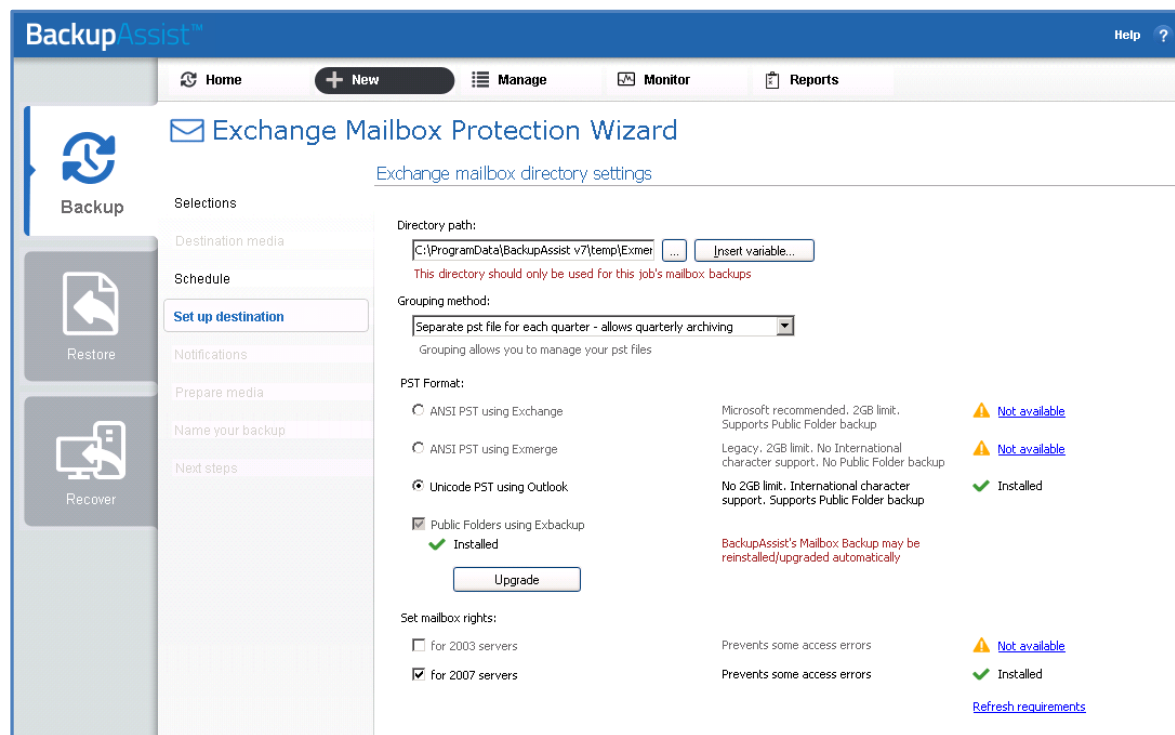 BackupAssist™
Help ?
Home
New
Manage
Monitor
Reports
Backup
Restore
Recover
Exchange Mailbox Protection Wizard
Selections
Destination media
Schedule
Set up destination
Notifications
Prepare media
Name your backup
Next steps
Exchange mailbox directory settings
Directory path:
C:\ProgramData\BackupAssist v7\temp\Exmer
...
Insert variable...
This directory should only be used for this job's mailbox backups
Grouping method:
Separate pst file for each quarter - allows quarterly archiving
Grouping allows you to manage your pst files
PST Format:
ANSI PST using Exchange
Microsoft recommended. 2GB limit.
Supports Public Folder backup
Not available
ANSI PST using Exmerge
Legacy. 2GB limit. No International
character support. No Public Folder backup
Not available
Unicode PST using Outlook
No 2GB limit. International character
support. Supports Public Folder backup
Installed
Public Folders using Exbackup
Installed
BackupAssist's Mailbox Backup may be
reinstalled/upgraded automatically
Upgrade
Set mailbox rights:
for 2003 servers
Prevents some access errors
Not available
for 2007 servers
Prevents some access errors
Installed
Refresh requirements